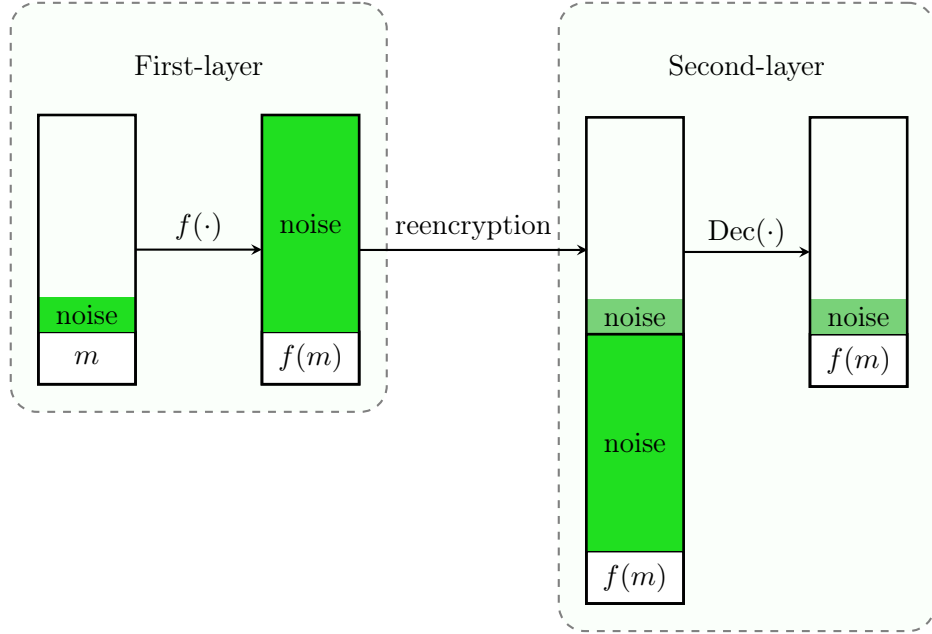 First-layer
Second-layer
noise
m
f(·)
noise
f(m)
reencryption
noise
noise
f(m)
Dec(·)
noise
f(m)